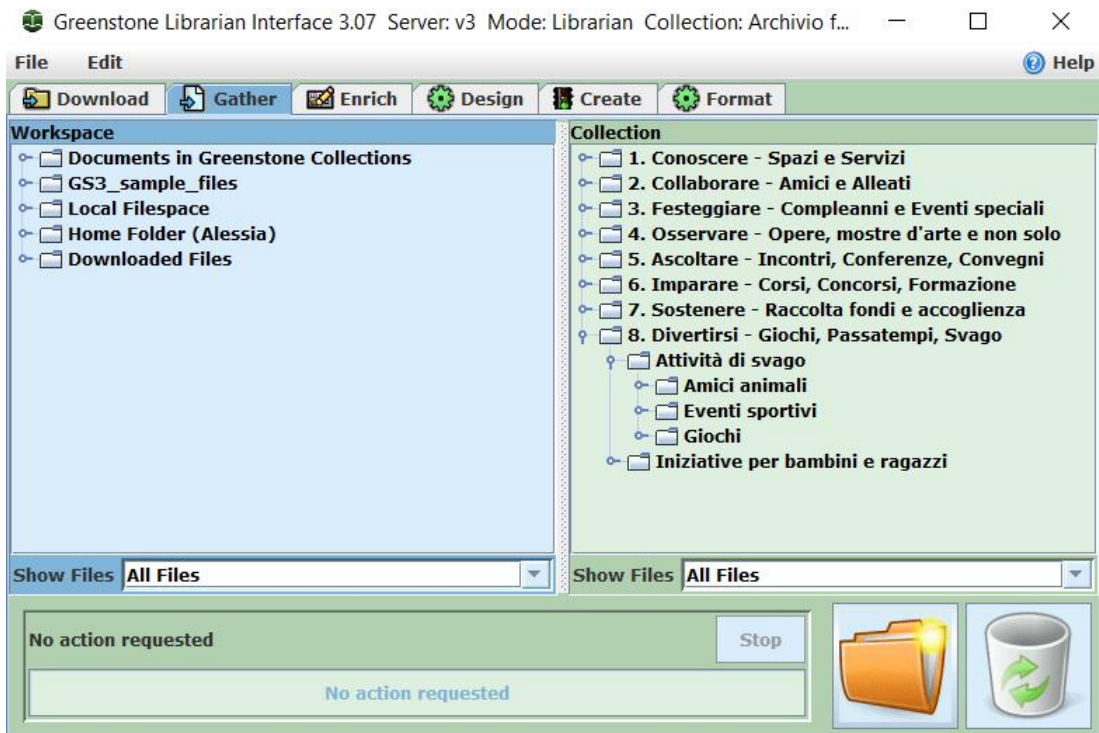 Greenstone Librarian Interface 3.07 Server: v3 Mode: Librarian Collection: Archivio f...
File Edit Help
Download Gather Enrich Design Create Format
Workspace
Documents in Greenstone Collections
GS3_sample_files
Local Filespace
Home Folder (Alessia)
Downloaded Files
Show Files All Files
Collection
1. Conoscere - Spazi e Servizi
2. Collaborare - Amici e Alleati
3. Festeggiare - Compleanni e Eventi speciali
4. Osservare - Opere, mostre d'arte e non solo
5. Ascoltare - Incontri, Conferenze, Convegni
6. Imparare - Corsi, Concorsi, Formazione
7. Sostenere - Raccolta fondi e accoglienza
8. Divertirsi - Giochi, Passatempi, Svago
Attività di svago
Amici animali
Eventi sportivi
Giochi
Iniziative per bambini e ragazzi
Show Files All Files
No action requested Stop
No action requested